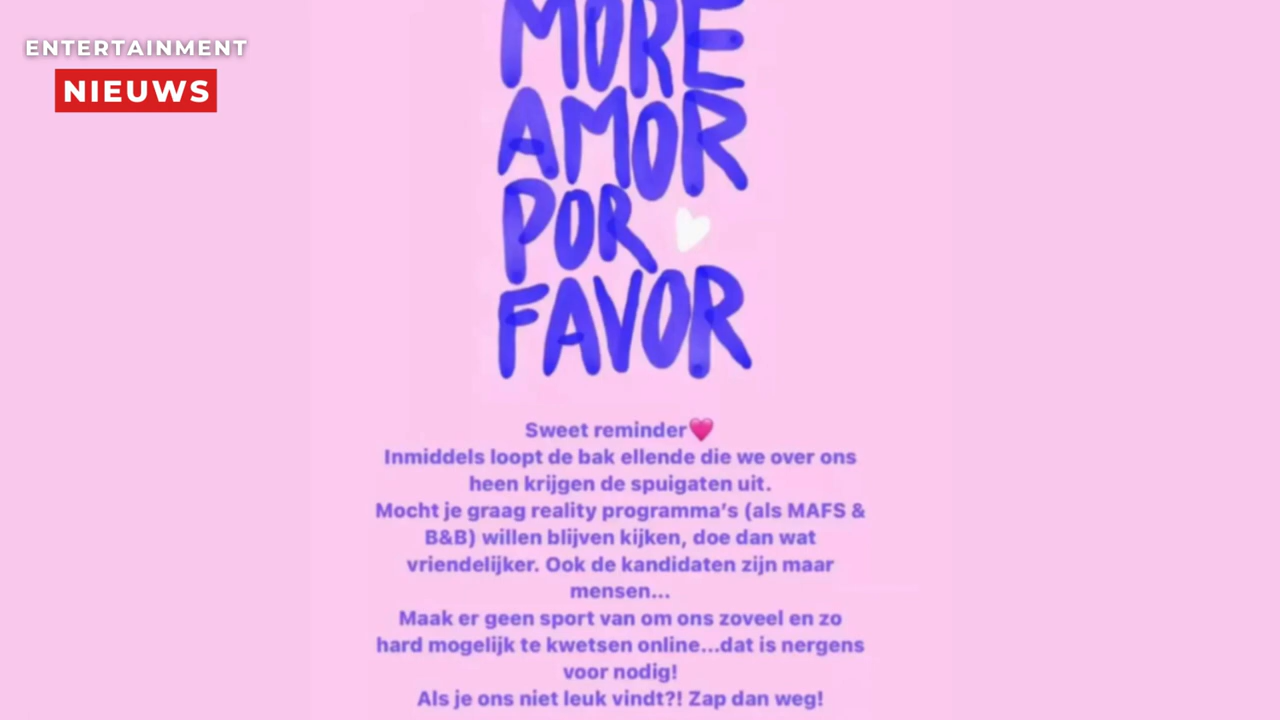 ENTERTAINMENT
NIEUWS
MORE
AMOR
POR
FAVOR
Sweet reminder💗
Inmiddels loopt de bak ellende die we over ons
heen krijgen de spuigaten uit.
Mocht je graag reality programma's (als MAFS &
B&B) willen blijven kijken, doe dan wat
vriendelijker. Ook de kandidaten zijn maar
mensen...
Maak er geen sport van om ons zoveel en zo
hard mogelijk te kwetsen online...dat is nergens
voor nodig!
Als je ons niet leuk vindt?! Zap dan weg!